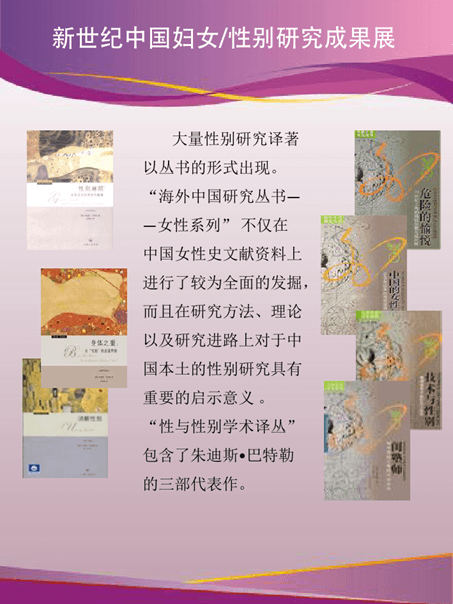 新世纪中国妇女/性别研究成果展
大量性别研究译著
以丛书的形式出现。
“海外中国研究丛书—
—女性系列” 不仅在
中国女性史文献资料上
进行了较为全面的发掘，
而且在研究方法、理论
以及研究进路上对于中
国本土的性别研究具有
重要的启示意义 。
“性与性别学术译丛”
包含了朱迪斯•巴特勒
的三部代表作。
性别麻烦
身体之重
消解性别
危险的愉悦
中国的女性
技术与性别
闺塾师